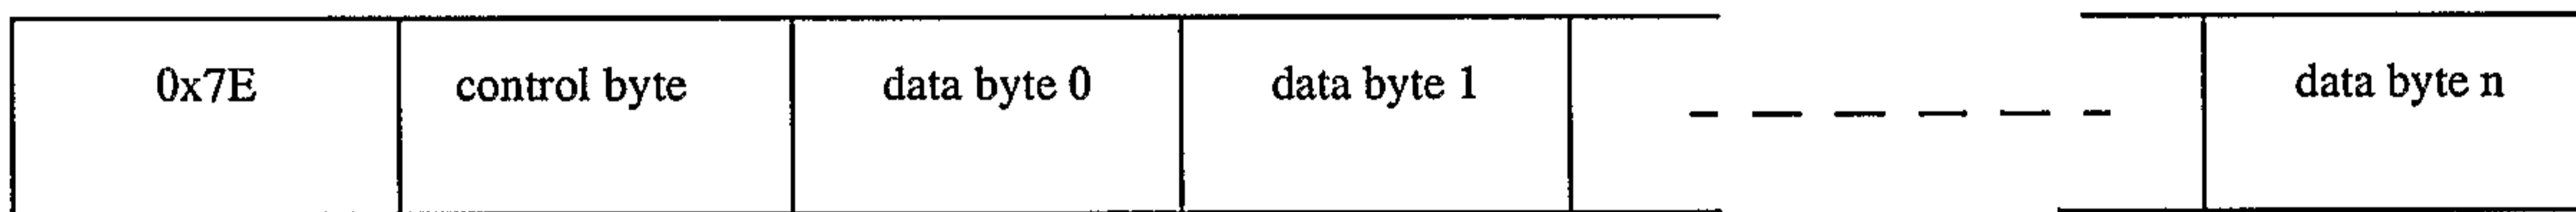 0x7E control byte data byte 0 data byte 1 data byte n